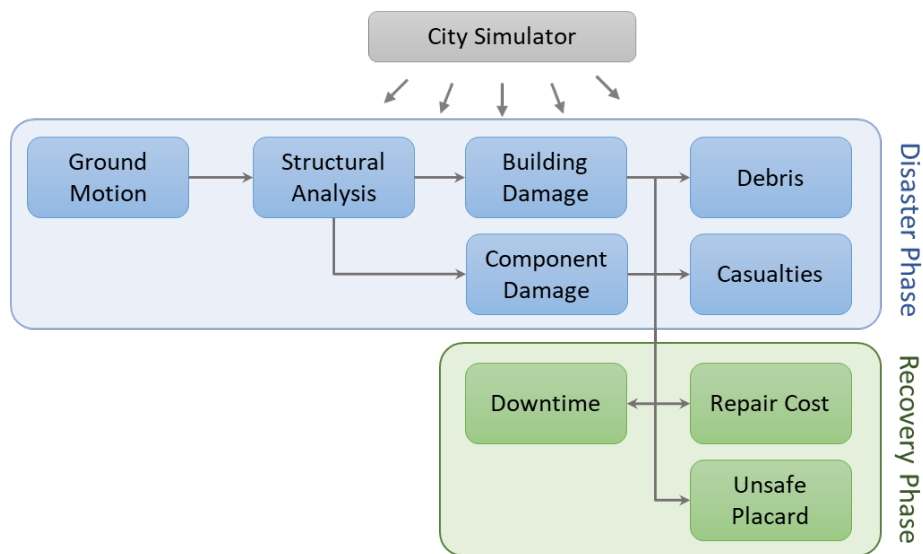 City Simulator
Ground
Motion
Structural
Analysis
Building
Damage
Debris
Component
Damage
Casualties
Disaster Phase
Downtime
Repair Cost
Unsafe
Placard
Recovery Phase